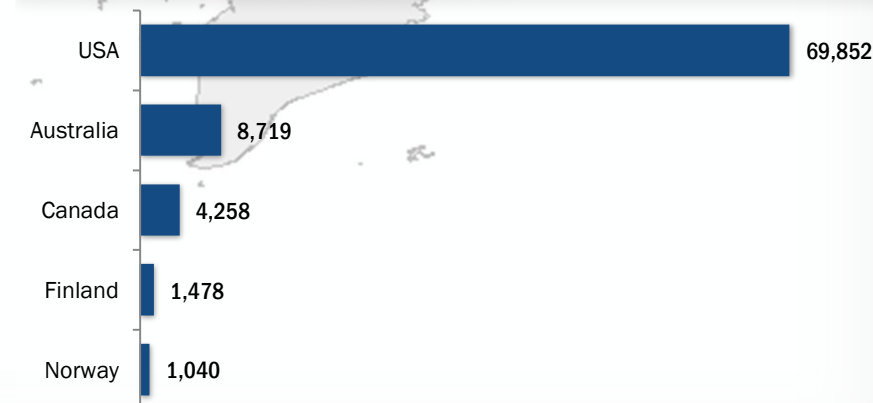 USA 69,852
Australia 8,719
Canada 4,258
Finland 1,478
Norway 1,040